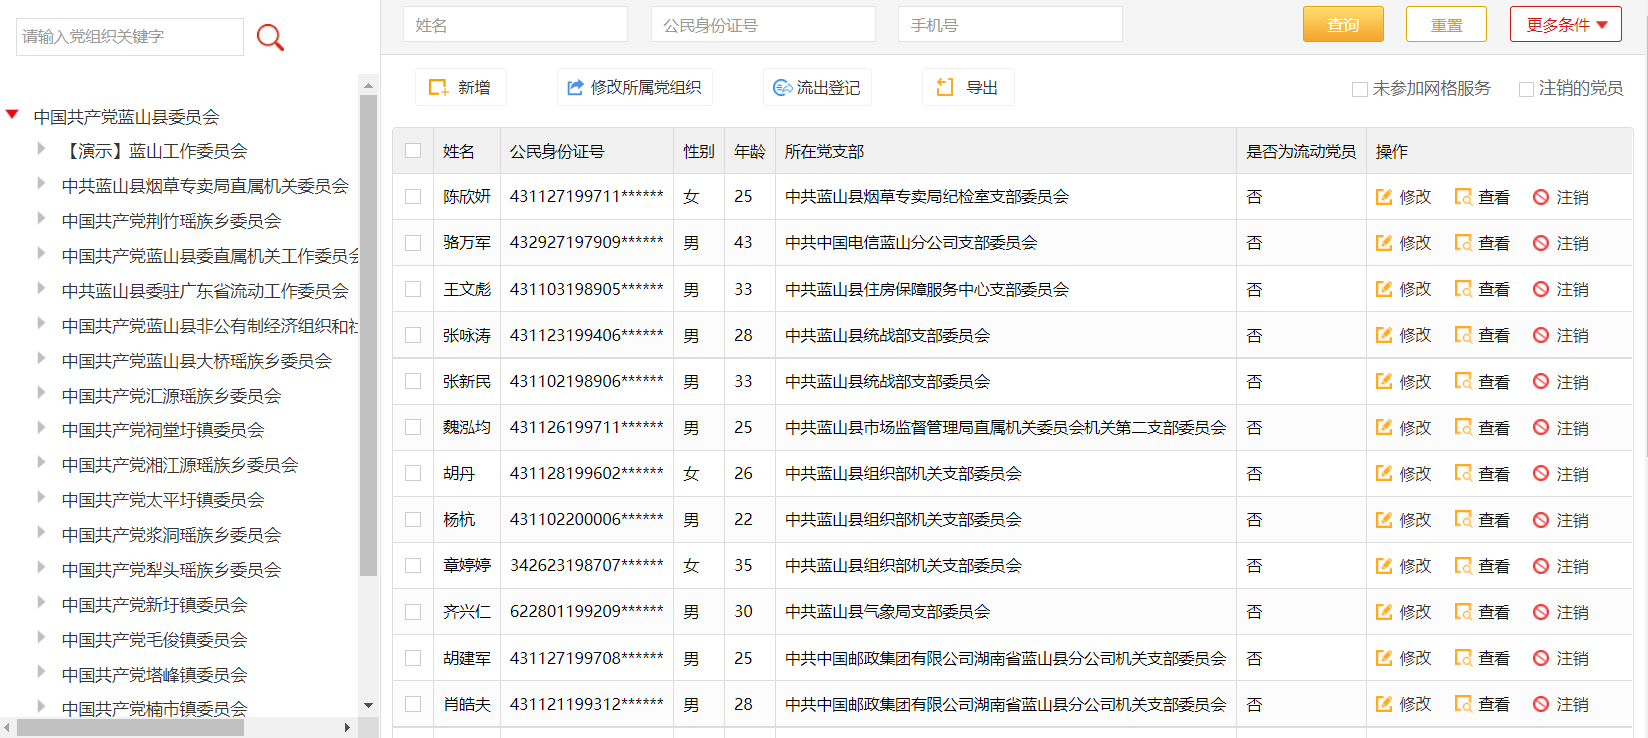 请输入党组织关键字
中国共产党蓝山县委员会
【演示】蓝山工作委员会
中共蓝山县烟草专卖局直属机关委员会
中国共产党荆竹瑶族乡委员会
中国共产党蓝山县委直属机关工作委员会
中共蓝山县委驻广东省流动工作委员会
中国共产党蓝山县非公有制经济组织和社
中国共产党蓝山县大桥瑶族乡委员会
中国共产党汇源瑶族乡委员会
中国共产党祠堂圩镇委员会
中国共产党湘江源瑶族乡委员会
中国共产党太平圩镇委员会
中国共产党浆洞瑶族乡委员会
中国共产党犁头瑶族乡委员会
中国共产党新圩镇委员会
中国共产党毛俊镇委员会
中国共产党塔峰镇委员会
中国共产党楠市镇委员会
姓名 公民身份证号 手机号 查询 重置 更多条件
新增 修改所属党组织 流出登记 导出 未参加网格服务 注销的党员
姓名 公民身份证号 性别 年龄 所在党支部 是否为流动党员 操作
陈欣妍 431127199711****** 女 25 中共蓝山县烟草专卖局纪检室支部委员会 否 修改 查看 注销
骆万军 432927197909****** 男 43 中共中国电信蓝山分公司支部委员会 否 修改 查看 注销
王文彪 431103198905****** 男 33 中共蓝山县住房保障服务中心支部委员会 否 修改 查看 注销
张咏涛 431123199406****** 男 28 中共蓝山县统战部支部委员会 否 修改 查看 注销
张新民 431102198906****** 男 33 中共蓝山县统战部支部委员会 否 修改 查看 注销
魏泓均 431126199711****** 男 25 中共蓝山县市场监督管理局直属机关委员会机关第二支部委员会 否 修改 查看 注销
胡丹 431128199602****** 女 26 中共蓝山县组织部机关支部委员会 否 修改 查看 注销
杨杭 431102200006****** 男 22 中共蓝山县组织部机关支部委员会 否 修改 查看 注销
章婷婷 342623198707****** 女 35 中共蓝山县组织部机关支部委员会 否 修改 查看 注销
齐兴仁 622801199209****** 男 30 中共蓝山县气象局支部委员会 否 修改 查看 注销
胡建军 431127199708****** 男 25 中共中国邮政集团有限公司湖南省蓝山县分公司机关支部委员会 否 修改 查看 注销
肖皓夫 431121199312****** 男 28 中共中国邮政集团有限公司湖南省蓝山县分公司机关支部委员会 否 修改 查看 注销